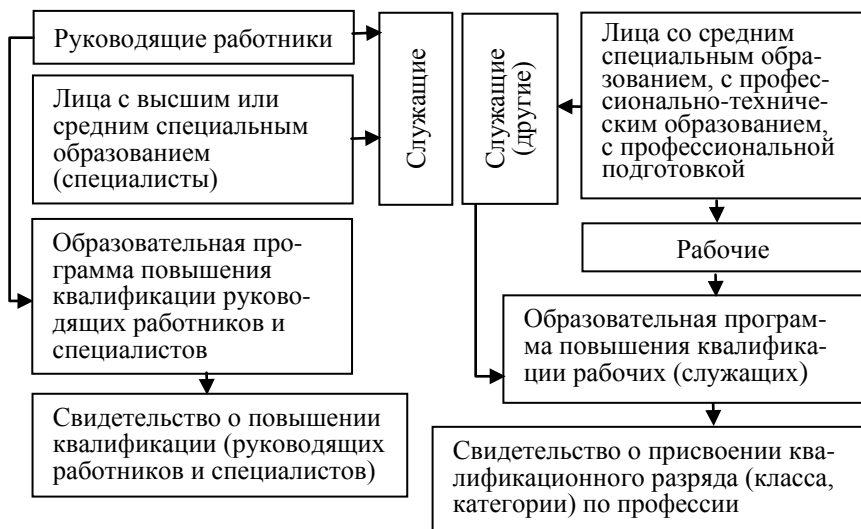 Руководящие работники
Лица с высшим или
средним специальным
образованием
(специалисты)
Образовательная про-
грамма повышения
квалификации руково-
дящих работников и
специалистов
Свидетельство о повышении
квалификации (руководящих
работников и специалистов)
Служащие
Служащие
(другие)
Лица со средним
специальным обра-
зованием, с профес-
сионально-техниче-
ским образованием,
с профессиональной
подготовкой
Рабочие
Образовательная програм-
ма повышения квалифика-
ции рабочих (служащих)
Свидетельство о присвоении ква-
лификационного разряда (класса,
категории) по профессии